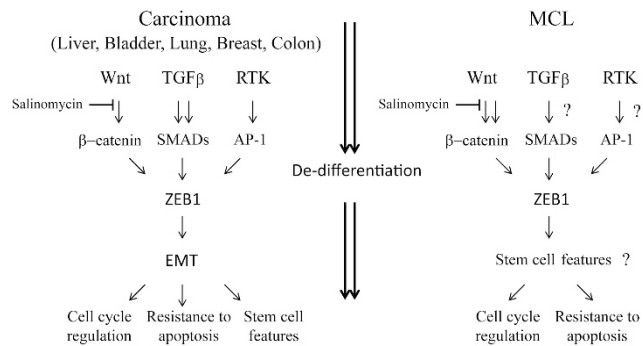 Carcinoma
(Liver, Bladder, Lung, Breast, Colon)
Wnt TGFβ RTK
Salinomycin
β-catenin SMADs AP-1
ZEB1
EMT
Cell cycle regulation
Resistance to apoptosis
Stem cell features
De-differentiation
MCL
Wnt TGFβ RTK
Salinomycin ? ?
β-catenin SMADs AP-1
ZEB1
Stem cell features ?
Cell cycle regulation
Resistance to apoptosis